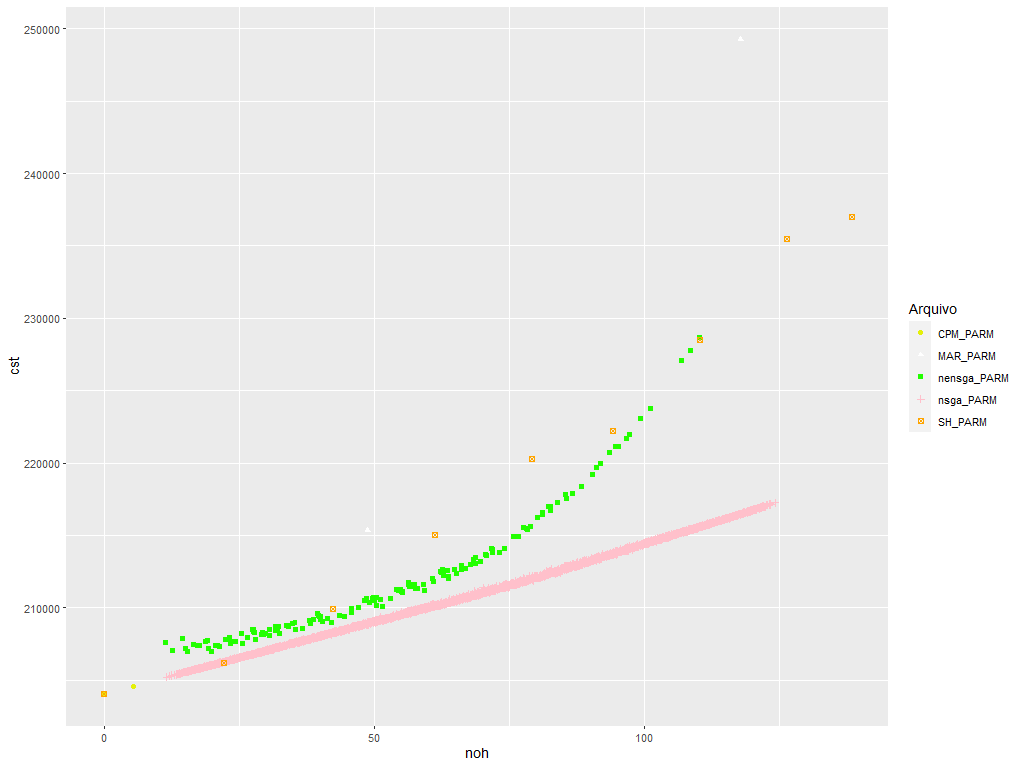 250000
240000
230000
220000
210000
cst
0
50
100
noh
Arquivo
CPM_PARM
MAR_PARM
nensga_PARM
nsga_PARM
SH_PARM